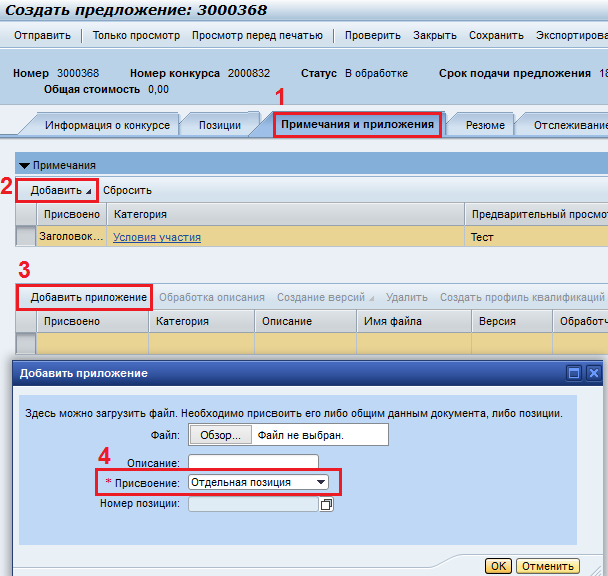 Создать предложение: 3000368
Отправить Только просмотр Просмотр перед печатью Проверить Закрыть Сохранить Экспортирова
Номер 3000368 Номер конкурса 2000832 Статус В обработке Срок подачи предложения 18
Общая стоимость 0,00
1
Информация о конкурсе Позиции Примечания и приложения Резюме Отслеживание
Примечания
2 Добавить Сбросить
Присвоено Категория Предварительный просмот
Заголовок... Условия участия Тест
3
Добавить приложение Обработка описания Создание версий Удалить Создать профиль квалификаций
Присвоено Категория Описание Имя файла Версия Обработч
Добавить приложение
Здесь можно загрузить файл. Необходимо присвоить его либо общим данным документа, либо позиции.
Файл: Обзор... Файл не выбран.
4 Описание:
* Присвоение: Отдельная позиция
Номер позиции:
OK Отменить